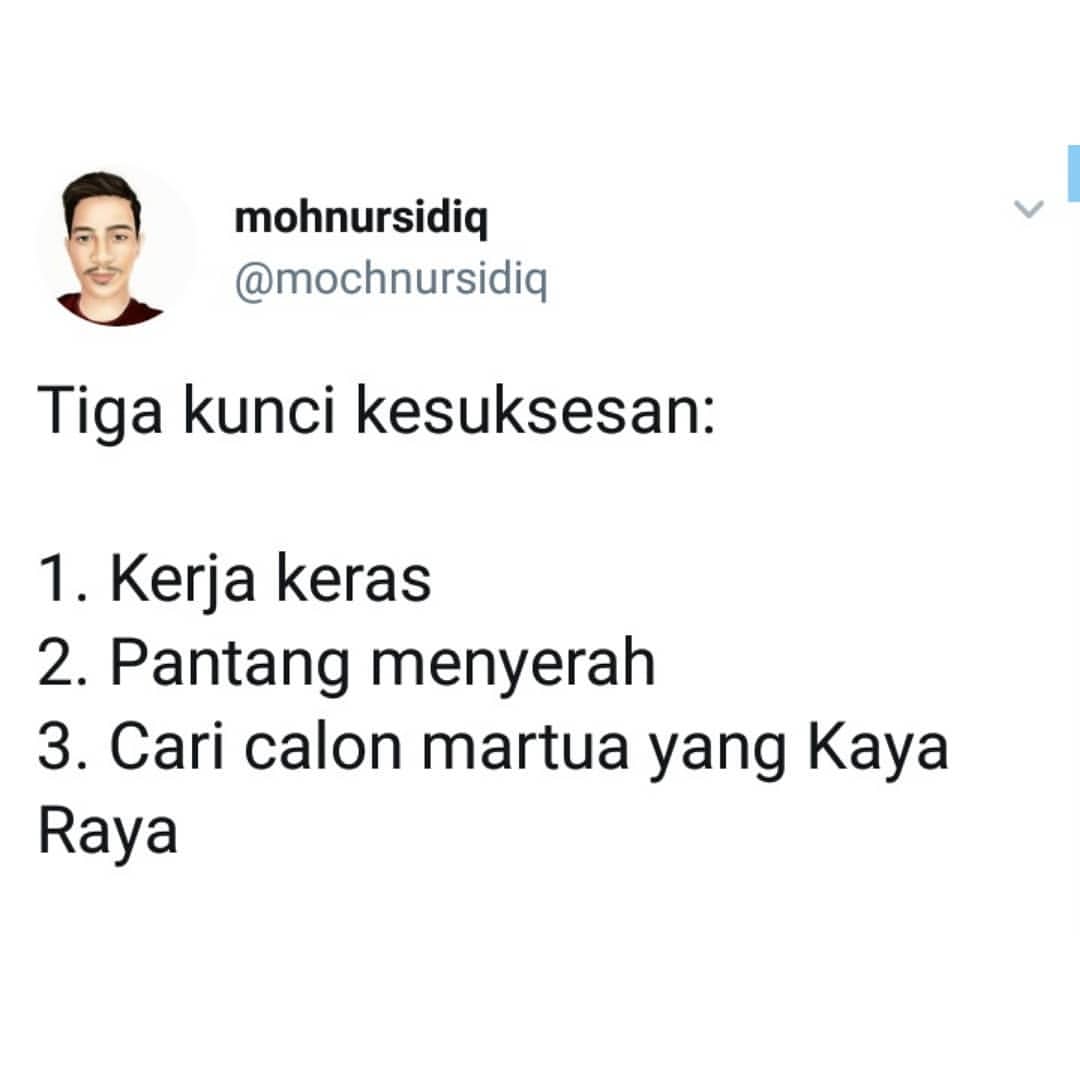 mohnursidiq
@mochnursidiq
Tiga kunci kesuksesan:
1. Kerja keras
2. Pantang menyerah
3. Cari calon martua yang Kaya
Raya